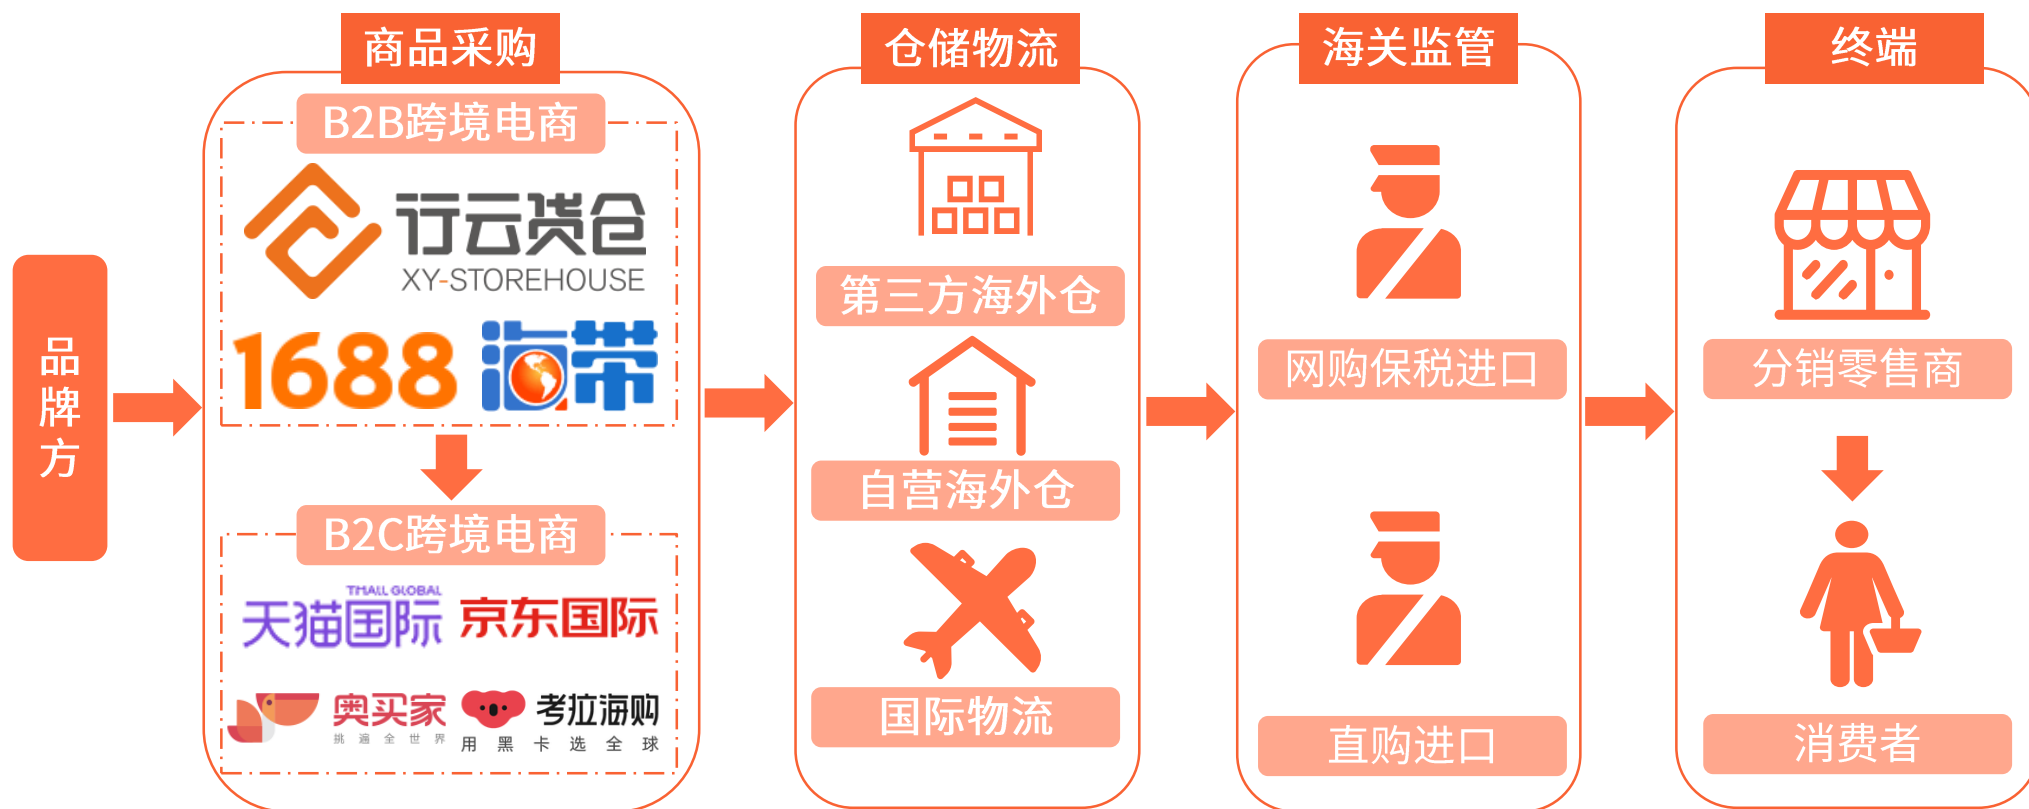 品牌方
商品采购
B2B跨境电商
行云货仓
XY-STOREHOUSE
1688
海带
B2C跨境电商
TMALL GLOBAL
天猫国际
京东国际
奥买家
挑遍全世界
考拉海购
用黑卡选全球
仓储物流
第三方海外仓
自营海外仓
国际物流
海关监管
网购保税进口
直购进口
终端
分销零售商
消费者